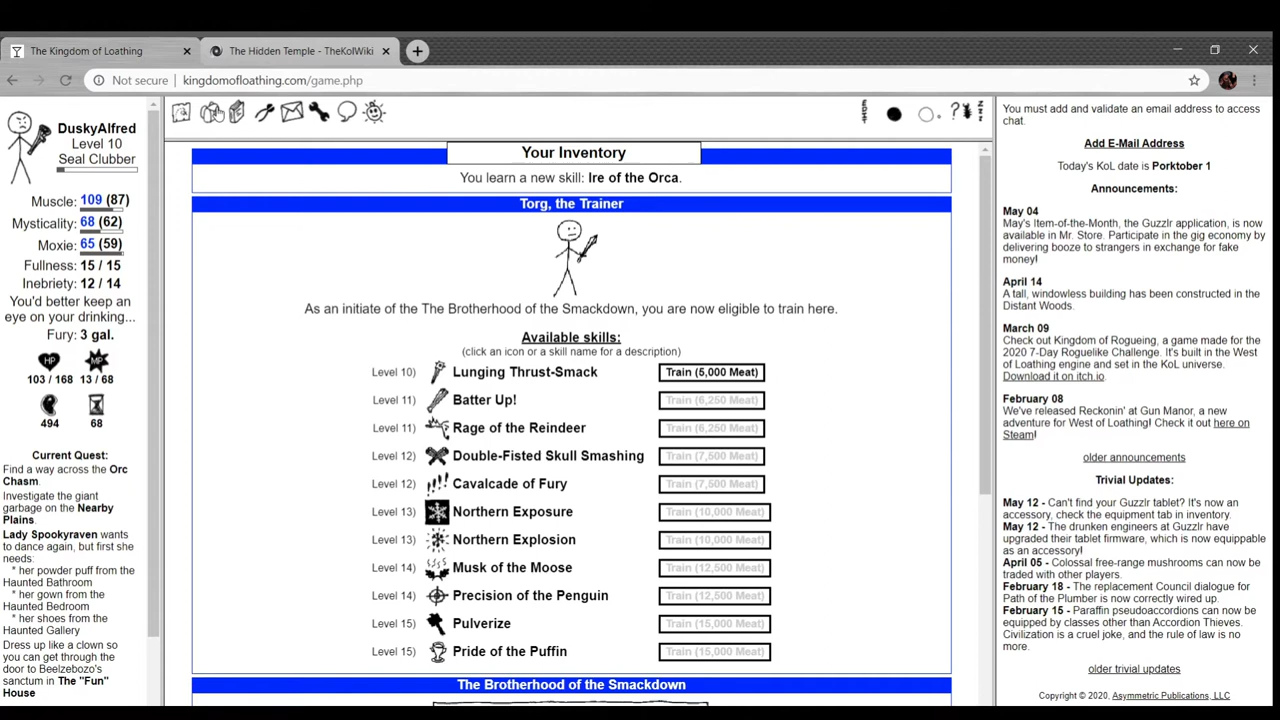 The Kingdom of Loathing
The Hidden Temple - TheKolWiki
Not secure | kingdomofloathing.com/game.php
DuskyAlfred
Level 10
Seal Clubber
Muscle: 109 (87)
Mysticality: 68 (62)
Moxie: 65 (59)
Fullness: 15 / 15
Inebriety: 12 / 14
You'd better keep an
eye on your drinking...
Fury: 3 gal.
HP
MP
103 / 168
13 / 68
494
68
Current Quest:
Find a way across the Orc
Chasm.
Investigate the giant
garbage on the Nearby
Plains.
Lady Spookyraven wants
to dance again, but first she
needs:
* her powder puff from the
Haunted Bathroom
* her gown from the
Haunted Bedroom
* her shoes from the
Haunted Gallery
Dress up like a clown so
you can get through the
door to Beelzebozo's
sanctum in The "Fun"
House
Your Inventory
You learn a new skill: Ire of the Orca.
Torg, the Trainer
As an initiate of the The Brotherhood of the Smackdown, you are now eligible to train here.
Available skills:
(click an icon or a skill name for a description)
Level 10) Lunging Thrust-Smack Train (5,000 Meat)
Level 11) Batter Up! Train (6,250 Meat)
Level 11) Rage of the Reindeer Train (6,250 Meat)
Level 12) Double-Fisted Skull Smashing Train (7,500 Meat)
Level 12) Cavalcade of Fury Train (7,500 Meat)
Level 13) Northern Exposure Train (10,000 Meat)
Level 13) Northern Explosion Train (10,000 Meat)
Level 14) Musk of the Moose Train (12,500 Meat)
Level 14) Precision of the Penguin Train (12,500 Meat)
Level 15) Pulverize Train (15,000 Meat)
Level 15) Pride of the Puffin Train (15,000 Meat)
The Brotherhood of the Smackdown
You must add and validate an email address to access
chat.
Add E-Mail Address
Today's KoL date is Porktober 1
Announcements:
May 04
May's Item-of-the-Month, the Guzzlr application, is now
available in Mr. Store. Participate in the gig economy by
delivering booze to strangers in exchange for fake
money!
April 14
A tall, windowless building has been constructed in the
Distant Woods.
March 09
Check out Kingdom of Rogueing, a game made for the
2020 7-Day Roguelike Challenge. It's built in the West
of Loathing engine and set in the KoL universe.
Download it on itch.io.
February 08
We've released Reckonin' at Gun Manor, a new
adventure for West of Loathing! Check it out here on
Steam!
older announcements
Trivial Updates:
May 12 - Can't find your Guzzlr tablet? It's now an
accessory, check the equipment tab in inventory.
May 12 - The drunken engineers at Guzzlr have
upgraded their tablet firmware, which is now equippable
as an accessory!
April 05 - Colossal free-range mushrooms can now be
traded with other players.
February 18 - The replacement Council dialogue for
Path of the Plumber is now correctly wired up.
February 15 - Paraffin pseudoaccordions can now be
equipped by classes other than Accordion Thieves.
Civilization is a cruel joke, and the rule of law is no
more.
older trivial updates
Copyright © 2020. Asymmetric Publications, LLC